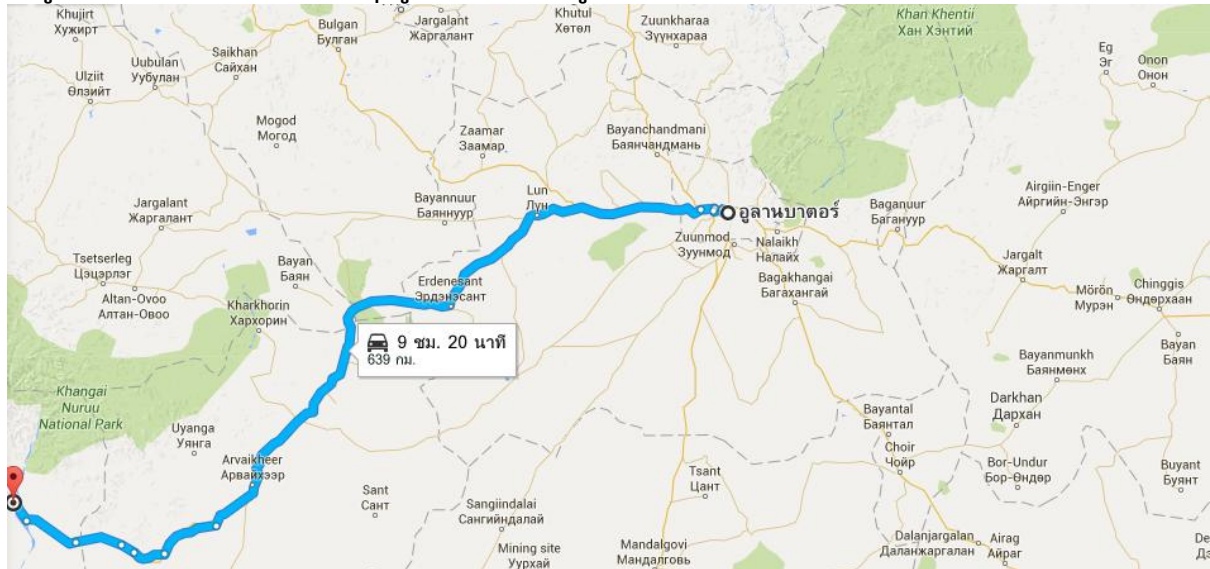 Khujirt
Хужирт
Bulgan
Булган
Jargalant
Жаргалант
Khutul
Хөтөл
Zuunkharaa
Зүүнхараа
Khan Khentii
Хан Хэнтий
Eg
Эг
Onon
Онон
Uubulan
Уубулан
Saikhan
Сайхан
Ulziit
Өлзийт
Mogod
Могод
Zaamar
Заамар
Bayanchandmani
Баянчандмань
Jargalant
Жаргалант
Bayannuur
Баяннуур
Lun
Лүн
อูลานบาตอร์
Baganuur
Багануур
Airgiin-Enger
Айргийн-Энгэр
Zuunmod
Зуунмод
Nalaikh
Налайх
Tsetserleg
Цэцэрлэг
Bayan
Баян
Erdenesant
Эрдэнэсант
Bagakhangai
Багахангай
Jargalt
Жаргалт
Mörön
Мурэн
Chinggis
Өндөрхаан
Altan-Ovoo
Алтан-Овоо
Kharkhorin
Хархорин
9 ชม. 20 นาที
639 กม.
Bayan
Баян
Bayanmunkh
Баянмөнх
Khangai
Nuruu
National Park
Uyanga
Уянга
Darkhan
Дархан
Bayantal
Баянтал
Arvaikheer
Арвайхээр
Choir
Чойр
Bor-Undur
Бор-Өндөр
Buyant
Буянт
Tsant
Цант
Sant
Сант
Sangiindalai
Сангийндалай
Dalanjargalan
Даланжаргалан
Airag
Айраг
Mining site
Уурхай
Mandalgovi
Мандалговь